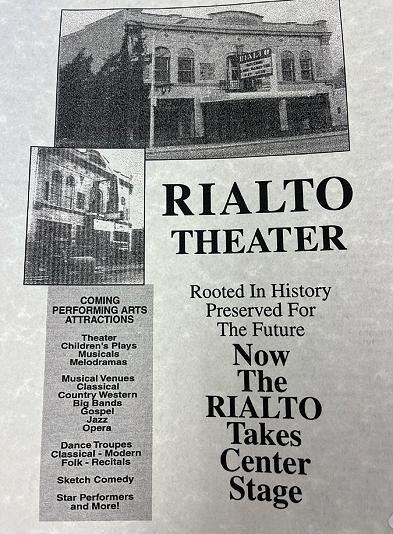 RIALTO
RIALTO
THEATER
COMING
PERFORMING ARTS
ATTRACTIONS
Theater
Children's Plays
Musicals
Melodramas
Musical Venues
Classical
Country Western
Big Bands
Gospel
Jazz
Opera
Dance Troupes
Classical - Modern
Folk - Recitals
Sketch Comedy
Star Performers
and More!
Rooted In History
Preserved For
The Future
Now
The
RIALTO
Takes
Center
Stage